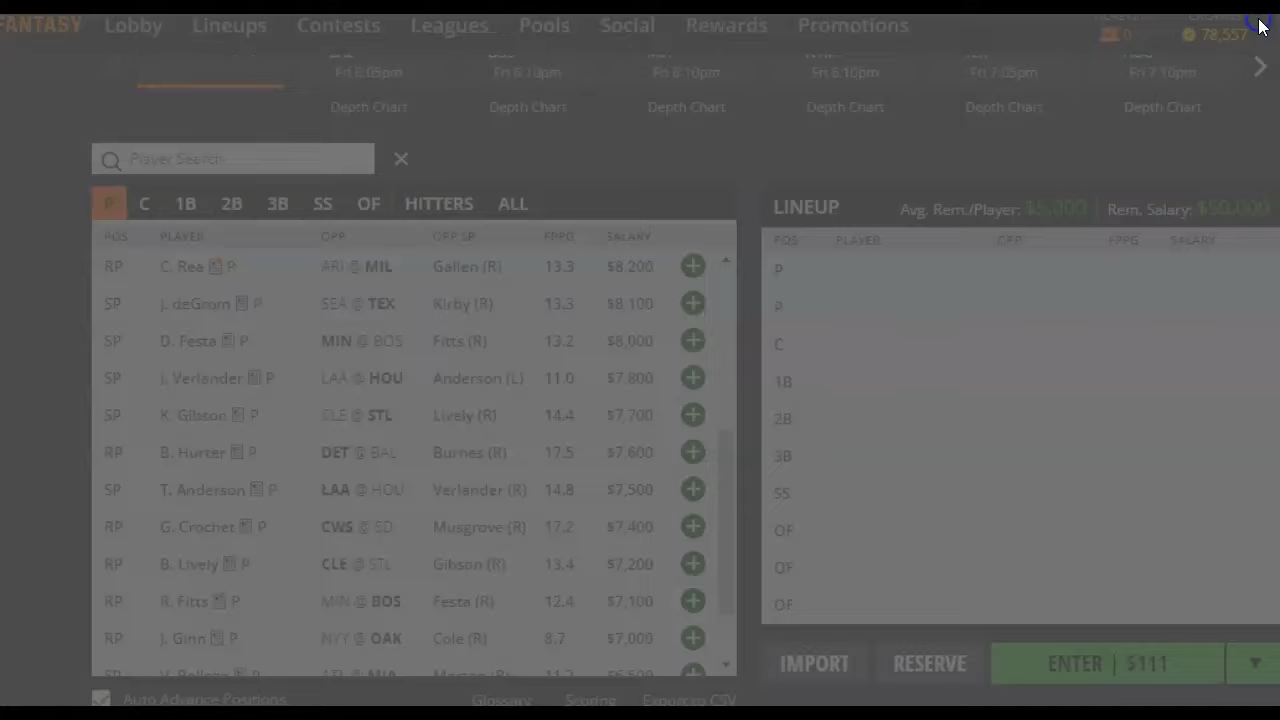 FANTASY Lobby Lineups Contests Leagues Pools Social Rewards Promotions
0 78,557
Fri 6:05pm Fri 6:10pm Fri 6:10pm Fri 6:10pm Fri 7:05pm Fri 7:10pm
Depth Chart Depth Chart Depth Chart Depth Chart Depth Chart Depth Chart
Player Search
P C 1B 2B 3B SS OF HITTERS ALL
POS PLAYER OPP OPP SP FPPG SALARY
RP C. Rea P ARI @ MIL Gallen (R) 13.3 $8,200
SP J. deGrom P SEA @ TEX Kirby (R) 13.3 $8,100
SP D. Festa P MIN @ BOS Fitts (R) 13.2 $8,000
SP J. Verlander P LAA @ HOU Anderson (L) 11.0 $7,800
SP K. Gibson P CLE @ STL Lively (R) 14.4 $7,700
RP B. Hurter P DET @ BAL Burnes (R) 17.5 $7,600
SP T. Anderson P LAA @ HOU Verlander (R) 14.8 $7,500
RP G. Crochet P CWS @ SD Musgrove (R) 17.2 $7,400
RP B. Lively P CLE @ STL Gibson (R) 13.4 $7,200
RP R. Fitts P MIN @ BOS Festa (R) 12.4 $7,100
RP J. Ginn P NYY @ OAK Cole (R) 8.7 $7,000
Auto Advance Positions Glossary Scoring Export to CSV
LINEUP Avg. Rem./Player: $5,000 Rem. Salary: $50,000
POS PLAYER OPP FPPG SALARY
P
P
C
1B
2B
3B
SS
OF
OF
OF
IMPORT RESERVE ENTER | $111